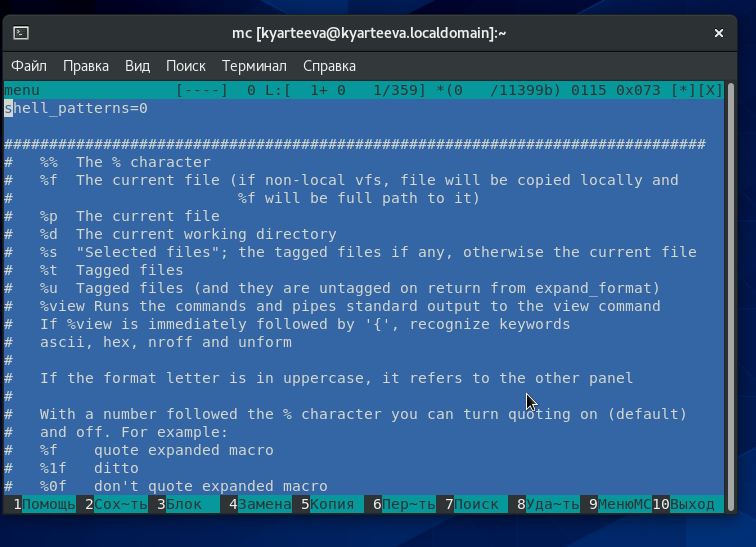 mc [kyarteeva@kyarteeva.localdomain]:~
Файл Правка Вид Поиск Терминал Справка
menu [----] 0 L:[ 1+ 0 1/359] *(0 /11399b) 0115 0x073 [*][X]
shell_patterns=0
##############################################################################
# %% The % character
# %f The current file (if non-local vfs, file will be copied locally and
# %f will be full path to it)
# %p The current file
# %d The current working directory
# %s "Selected files"; the tagged files if any, otherwise the current file
# %t Tagged files
# %u Tagged files (and they are untagged on return from expand_format)
# %view Runs the commands and pipes standard output to the view command
# If %view is immediately followed by '{', recognize keywords
# ascii, hex, nroff and unform
#
# If the format letter is in uppercase, it refers to the other panel
#
# With a number followed the % character you can turn quoting on (default)
# and off. For example:
# %f quote expanded macro
# %1f ditto
# %0f don't quote expanded macro
1Помощь 2Сох~ть 3Блок 4Замена 5Копия 6Пер~ть 7Поиск 8Уда~ть 9МенюMC 10Выход